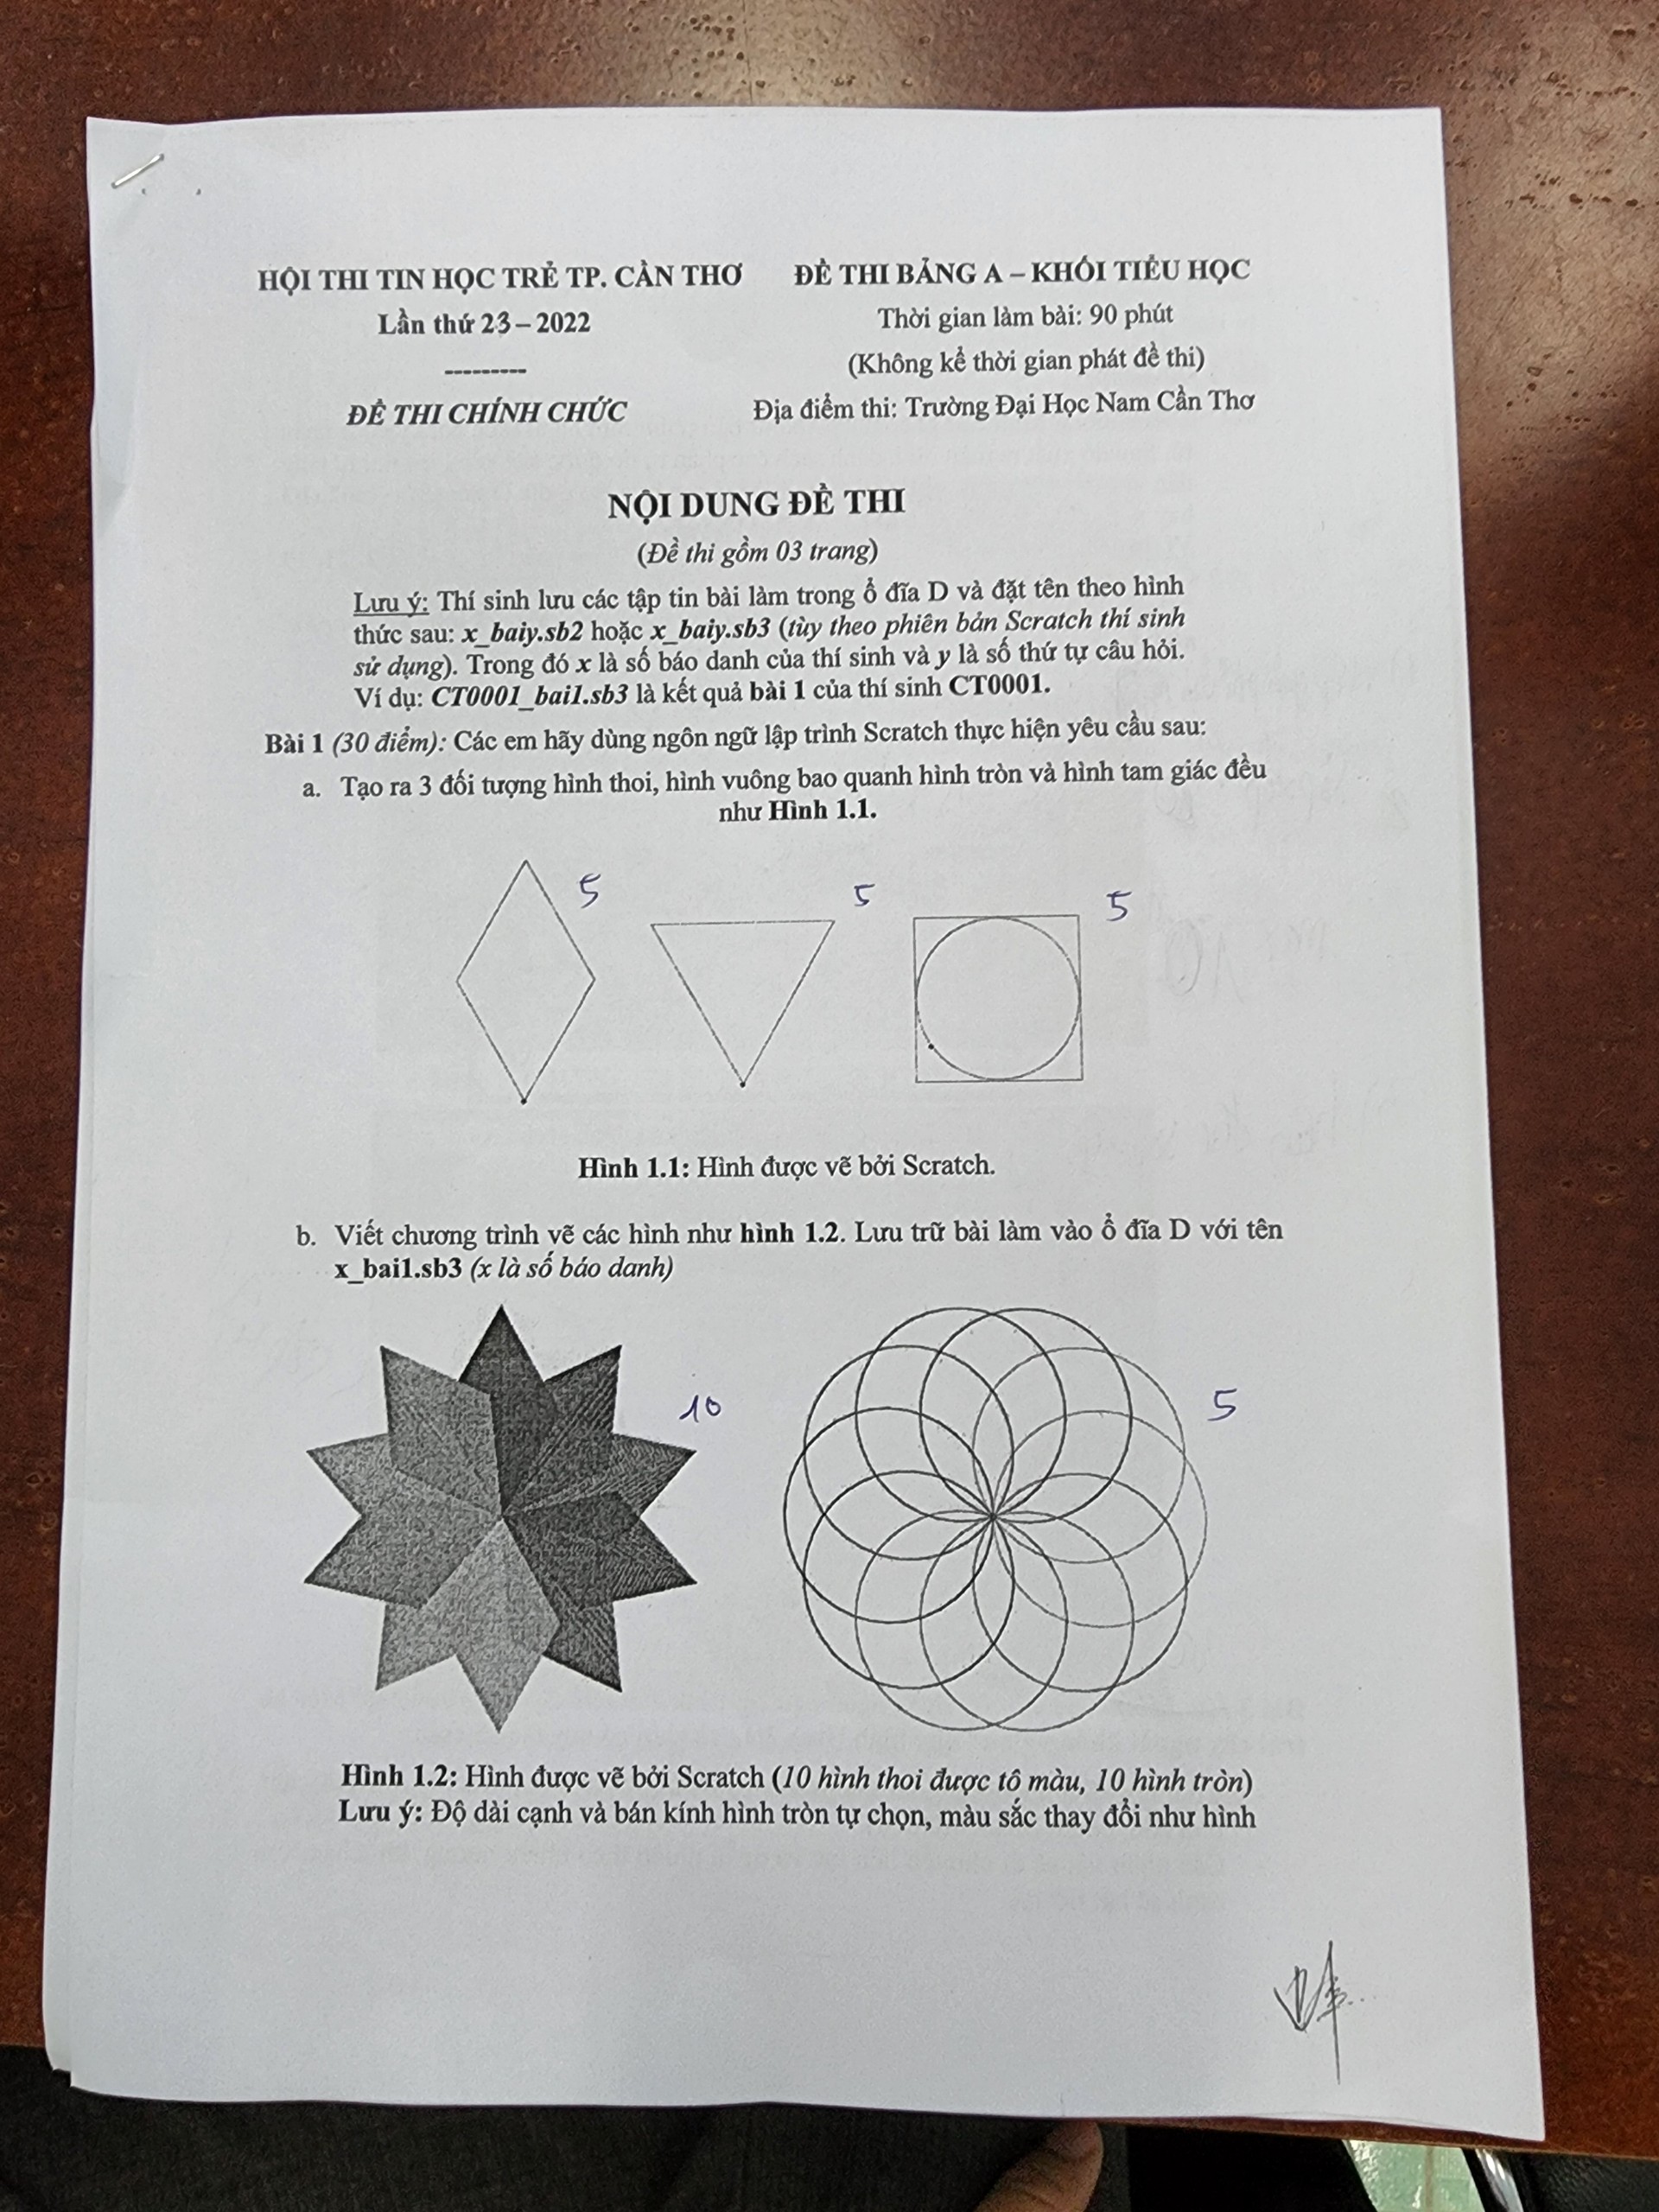 HỘI THI TIN HỌC TRẺ TP. CẦN THƠ
Lần thứ 23 – 2022
---------
ĐỀ THI CHÍNH CHỨC
ĐỀ THI BẢNG A – KHỐI TIỂU HỌC
Thời gian làm bài: 90 phút
(Không kể thời gian phát đề thi)
Địa điểm thi: Trường Đại Học Nam Cần Thơ
NỘI DUNG ĐỀ THI
(Đề thi gồm 03 trang)
Lưu ý: Thí sinh lưu các tập tin bài làm trong ổ đĩa D và đặt tên theo hình
thức sau: x_baiy.sb2 hoặc x_baiy.sb3 (tùy theo phiên bản Scratch thí sinh
sử dụng). Trong đó x là số báo danh của thí sinh và y là số thứ tự câu hỏi.
Ví dụ: CT0001_bai1.sb3 là kết quả bài 1 của thí sinh CT0001.
Bài 1 (30 điểm): Các em hãy dùng ngôn ngữ lập trình Scratch thực hiện yêu cầu sau:
a. Tạo ra 3 đối tượng hình thoi, hình vuông bao quanh hình tròn và hình tam giác đều
như Hình 1.1.
5 5 5
Hình 1.1: Hình được vẽ bởi Scratch.
b. Viết chương trình vẽ các hình như hình 1.2. Lưu trữ bài làm vào ổ đĩa D với tên
x_bai1.sb3 (x là số báo danh)
10 5
Hình 1.2: Hình được vẽ bởi Scratch (10 hình thoi được tô màu, 10 hình tròn)
Lưu ý: Độ dài cạnh và bán kính hình tròn tự chọn, màu sắc thay đổi như hình